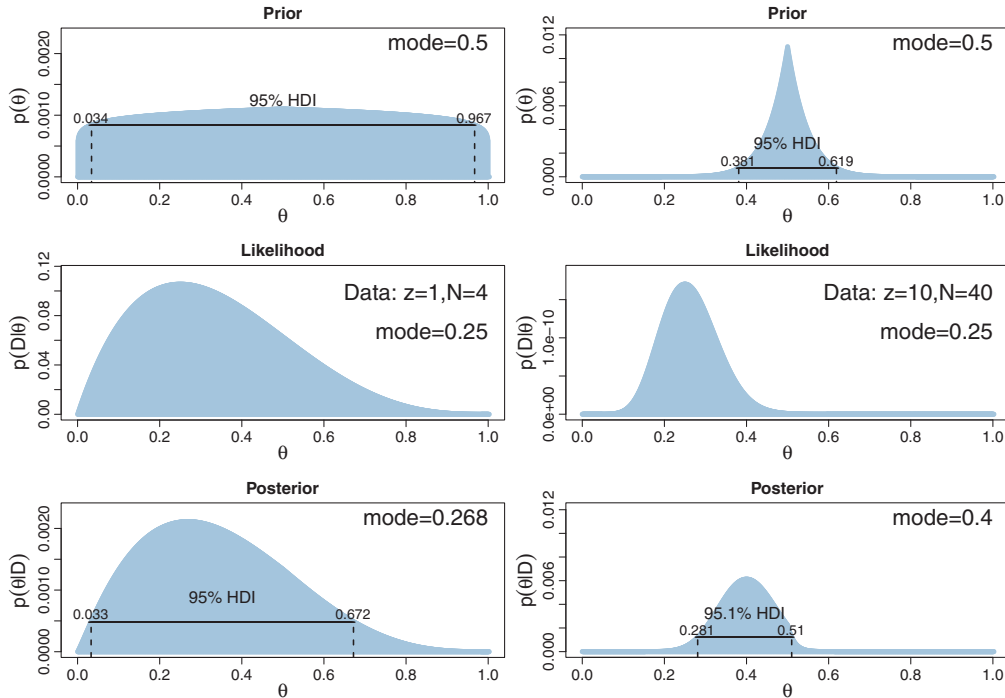 Prior
mode=0.5
95% HDI
0.034
0.967
p(θ)
0.0000
0.0010
0.0020
0.0
0.2
0.4
0.6
0.8
1.0
θ
Prior
mode=0.5
95% HDI
0.381
0.619
p(θ)
0.000
0.006
0.012
0.0
0.2
0.4
0.6
0.8
1.0
θ
Likelihood
Data: z=1,N=4
mode=0.25
p(D|θ)
0.00
0.04
0.08
0.12
0.0
0.2
0.4
0.6
0.8
1.0
θ
Likelihood
Data: z=10,N=40
mode=0.25
p(D|θ)
0.0e+00
1.0e−10
0.0
0.2
0.4
0.6
0.8
1.0
θ
Posterior
mode=0.268
95% HDI
0.033
0.672
p(θ|D)
0.0000
0.0010
0.0020
0.0
0.2
0.4
0.6
0.8
1.0
θ
Posterior
mode=0.4
95.1% HDI
0.281
0.51
p(θ|D)
0.000
0.006
0.012
0.0
0.2
0.4
0.6
0.8
1.0
θ